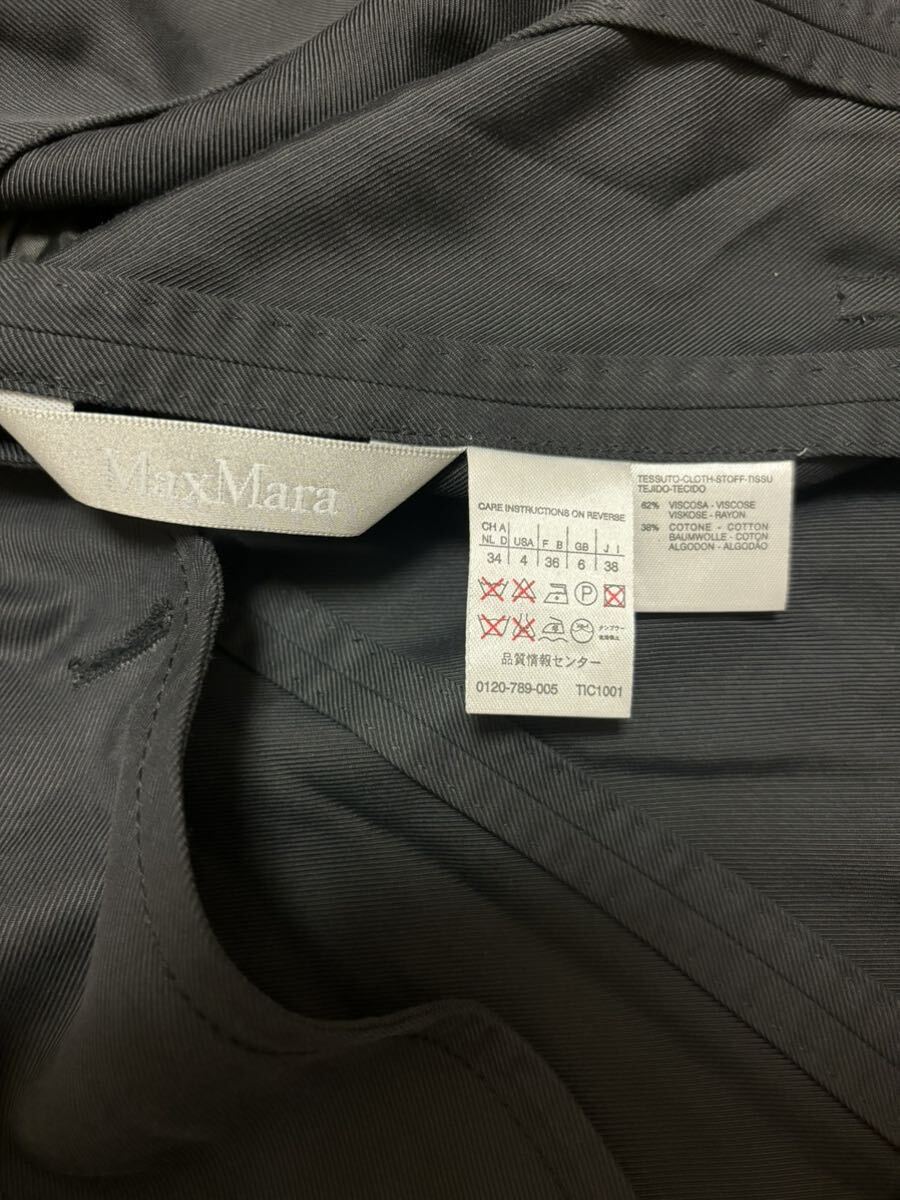 MaxMara
CARE INSTRUCTIONS ON REVERSE
CH A
NL D USA F B GB J I
34 4 36 6 38
P
品質情報センター
0120-789-005 TIC1001
TESSUTO-CLOTH-STOFF-TISSU
TEJIDO-TECIDO
62% VISCOSA - VISCOSE
VISKOSE - RAYON
38% COTONE - COTTON
BAUMWOLLE - COTON
ALGODON - ALGODÃO